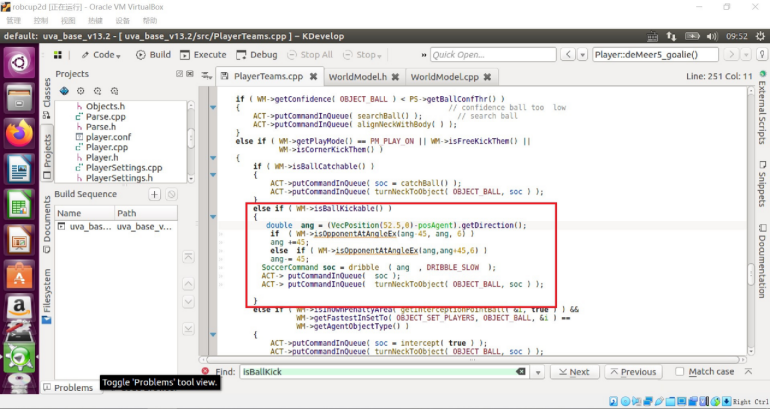 robcup2d [正在运行] - Oracle VM VirtualBox
管理 控制 视图 热键 设备 帮助
default: uva_base_v13.2 - [ uva_base_v13.2/src/PlayerTeams.cpp ] - KDevelop
09:52
Code Build Execute Debug Stop All Stop » Quick Open... Player::deMeer5_goalie()
Projects
PlayerTeams.cpp WorldModel.h WorldModel.cpp
Line: 251 Col: 11
Classes
Projects
Documents
Filesystem
Objects.h
Parse.cpp
Parse.h
player.conf
Player.cpp
Player.h
PlayerSettings.cpp
PlayerSettings.h
Build Sequence
Name Path
uva_bas... uva_base...
if ( WM->getConfidence( OBJECT_BALL ) < PS->getBallConfThr() )
{ // confidence ball too low
ACT->putCommandInQueue( searchBall() ); // search ball
ACT->putCommandInQueue( alignNeckWithBody( ) );
}
else if ( WM->getPlayMode() == PM_PLAY_ON || WM->isFreeKickThem() ||
WM->isCornerKickThem() )
{
if ( WM->isBallCatchable() )
{
ACT->putCommandInQueue( soc = catchBall() );
ACT->putCommandInQueue( turnNeckToObject( OBJECT_BALL, soc ) );
}
else if ( WM->isBallKickable() )
{
double ang = (VecPosition(52.5,0)-posAgent).getDirection();
if ( WM->isOpponentAtAngleEx(ang-45, ang, 6) )
ang +=45;
else if ( WM->isOpponentAtAngleEx(ang,ang+45,6) )
ang-= 45;
SoccerCommand soc = dribble ( ang , DRIBBLE_SLOW );
ACT-> putCommandInQueue( soc );
ACT-> putCommandInQueue( turnNeckToObject( OBJECT_BALL, soc ) );
}
else if ( WM->isInOwnPenaltyArea( getInterceptionPointBall( &i, true ) ) &&
WM->getFastestInSetTo( OBJECT_SET_PLAYERS, OBJECT_BALL, &i ) ==
WM->getAgentObjectType() )
{
ACT->putCommandInQueue( soc = intercept( true ) );
ACT->putCommandInQueue( turnNeckToObject( OBJECT_BALL, soc ) );
External Scripts
Snippets
Documentation
Find: isBallKick Next Previous Match case
Problems
Toggle 'Problems' tool view.
Right Ctrl